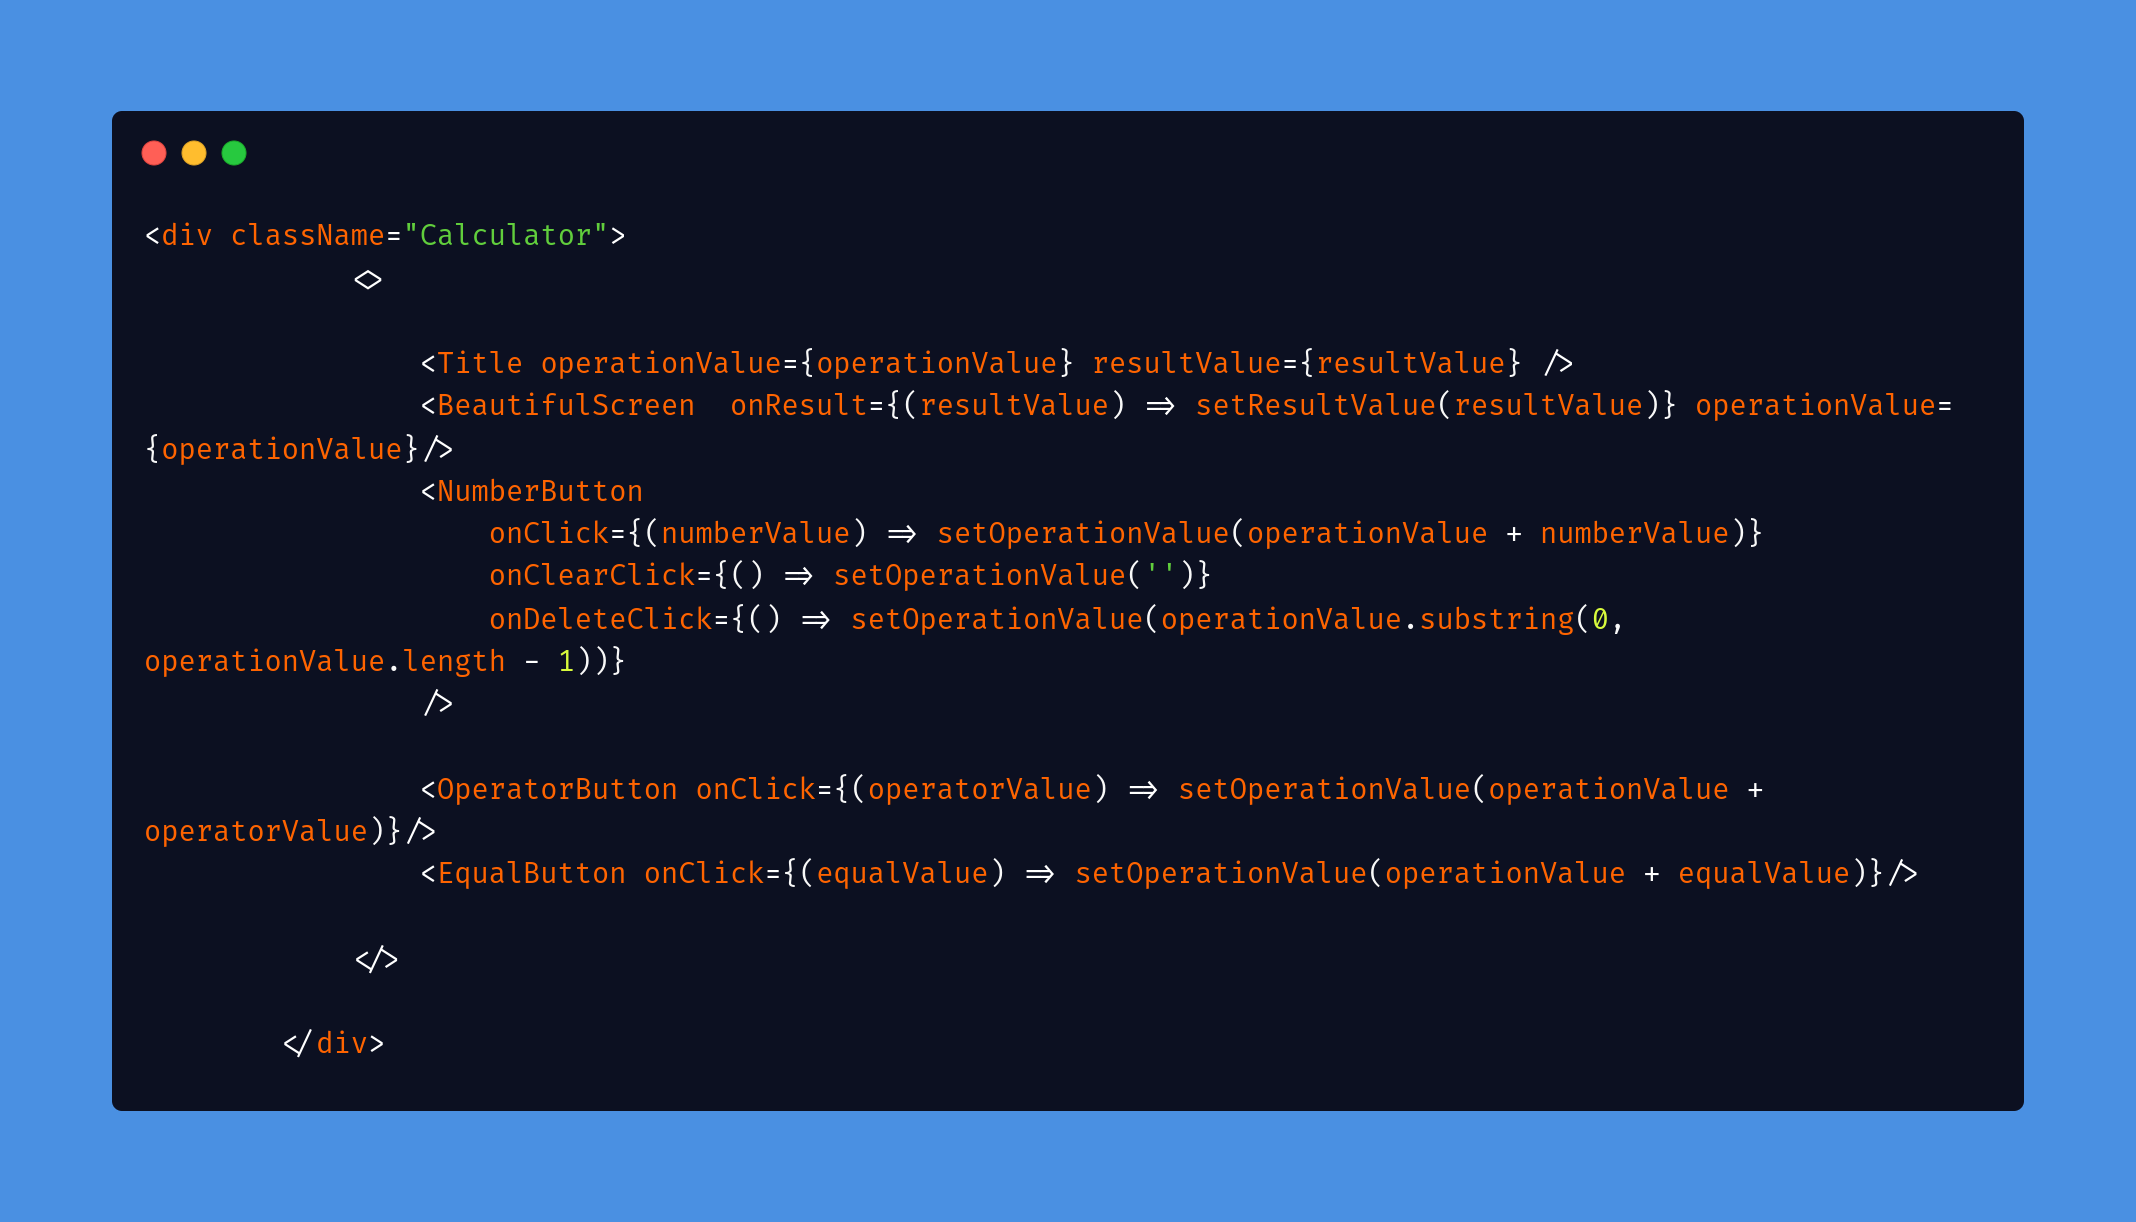 <div className="Calculator">
            <>

                <Title operationValue={operationValue} resultValue={resultValue} />
                <BeautifulScreen  onResult={(resultValue) => setResultValue(resultValue)} operationValue=
{operationValue}/>
                <NumberButton
                    onClick={(numberValue) => setOperationValue(operationValue + numberValue)}
                    onClearClick={() => setOperationValue('')}
                    onDeleteClick={() => setOperationValue(operationValue.substring(0,
operationValue.length - 1))}
                />

                <OperatorButton onClick={(operatorValue) => setOperationValue(operationValue +
operatorValue)}/>
                <EqualButton onClick={(equalValue) => setOperationValue(operationValue + equalValue)}/>

            </>

        </div>